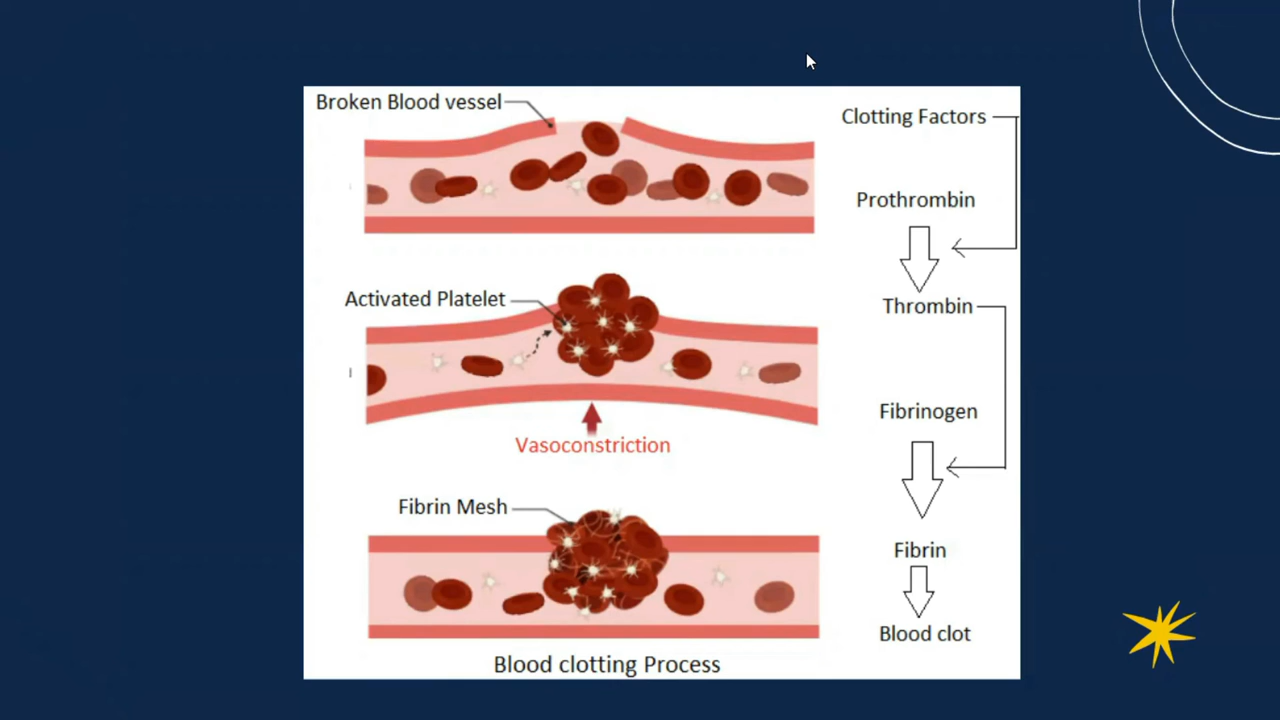 Broken Blood vessel
Clotting Factors
Prothrombin
Activated Platelet
Thrombin
Fibrinogen
Vasoconstriction
Fibrin Mesh
Fibrin
Blood clot
Blood clotting Process